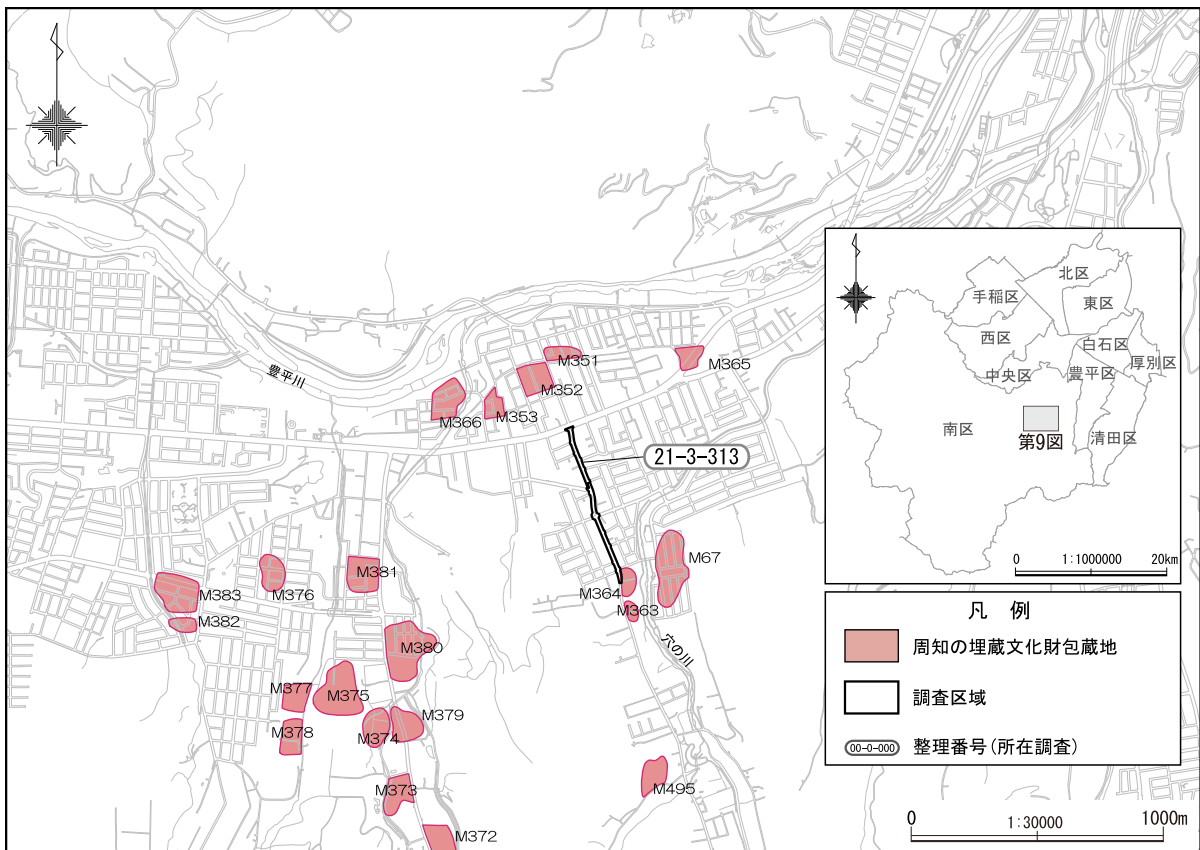 豊平川
M351
M365
M352
M366
M353
21-3-313
M67
M364
M363
穴の川
M381
M376
M383
M382
M380
M377
M375
M378
M374
M379
M373
M495
M372
北区
手稲区
東区
西区
白石区
厚別区
中央区
豊平区
南区
清田区
第9図
0 1:1000000 20km
凡 例
周知の埋蔵文化財包蔵地
調査区域
00-0-000 整理番号(所在調査)
0 1:30000 1000m